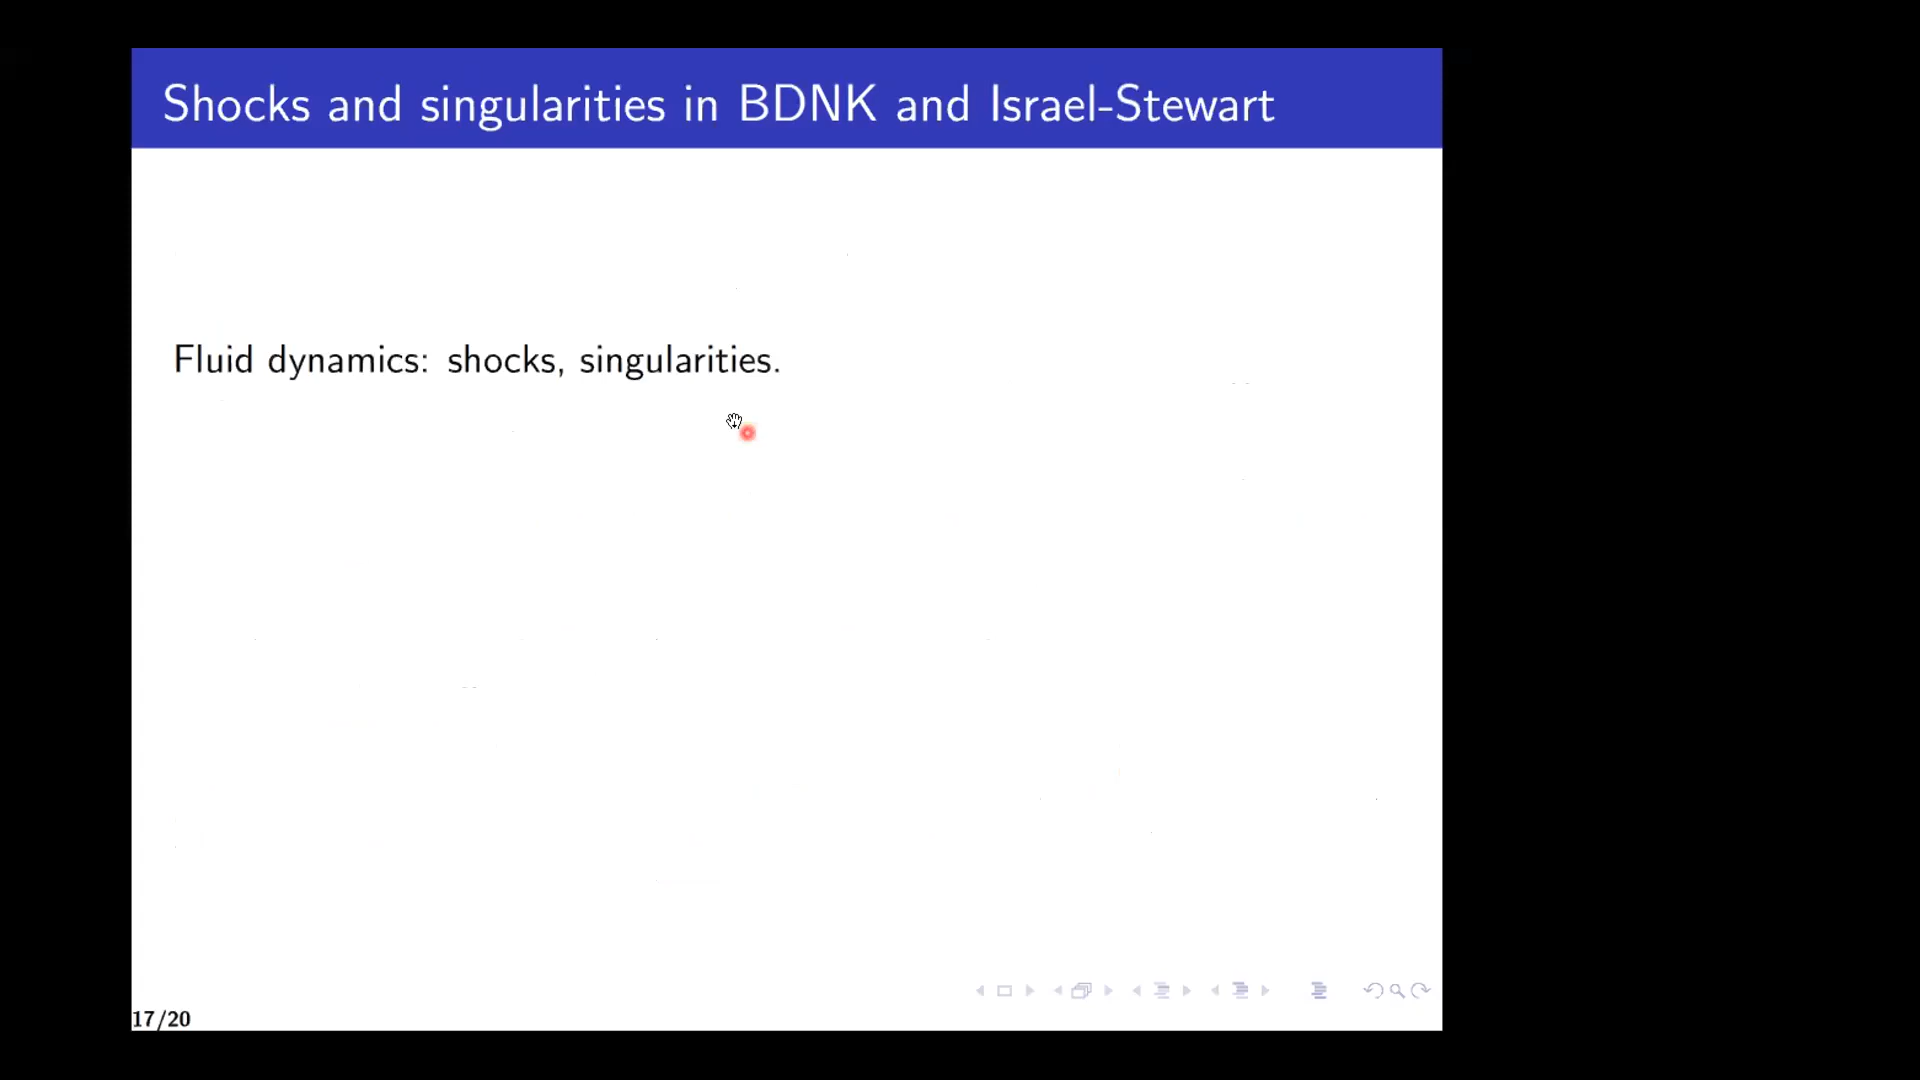 Shocks and singularities in BDNK and Israel-Stewart
Fluid dynamics: shocks, singularities.
17/20